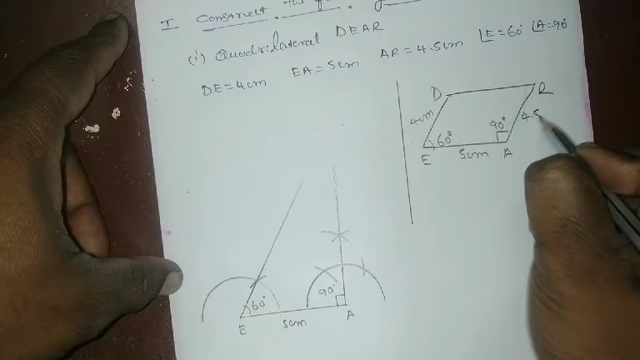 I Construct
(i) Quadrilateral DEAR
DE = 4cm EA = 5cm AR = 4.5cm ∠E = 60° ∠A = 90°
D R
4cm 4.5
60° 90°
E 5cm A
60° 90°
E 5cm A